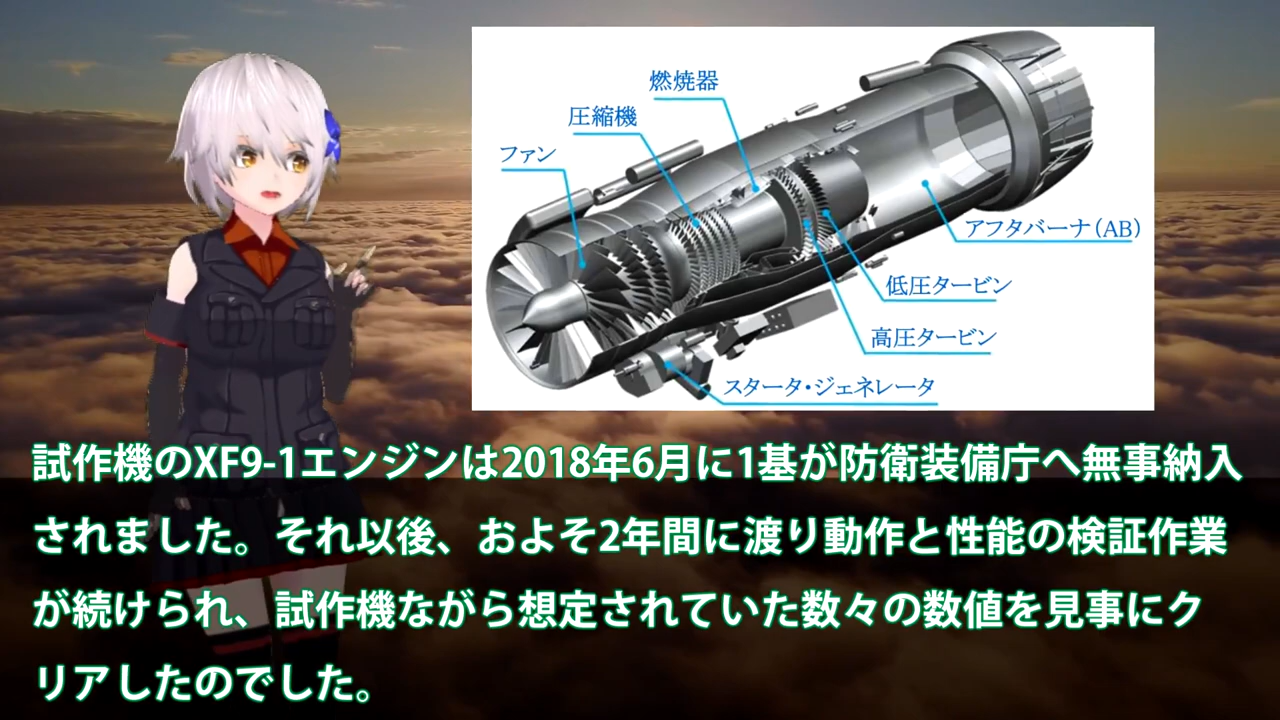 燃焼器
圧縮機
ファン
アフタバーナ(AB)
低圧タービン
高圧タービン
スタータ・ジェネレータ
試作機のXF9-1エンジンは2018年6月に1基が防衛装備庁へ無事納入
されました。それ以後、およそ2年間に渡り動作と性能の検証作業
が続けられ、試作機ながら想定されていた数々の数値を見事にク
リアしたのでした。